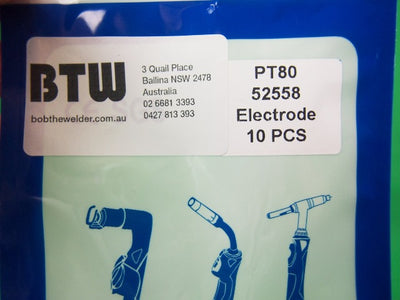 BTW
bobthewelder.com.au
3 Quail Place
Ballina NSW 2478
Australia
02 6681 3393
0427 813 393
PT80
52558
Electrode
10 PCS